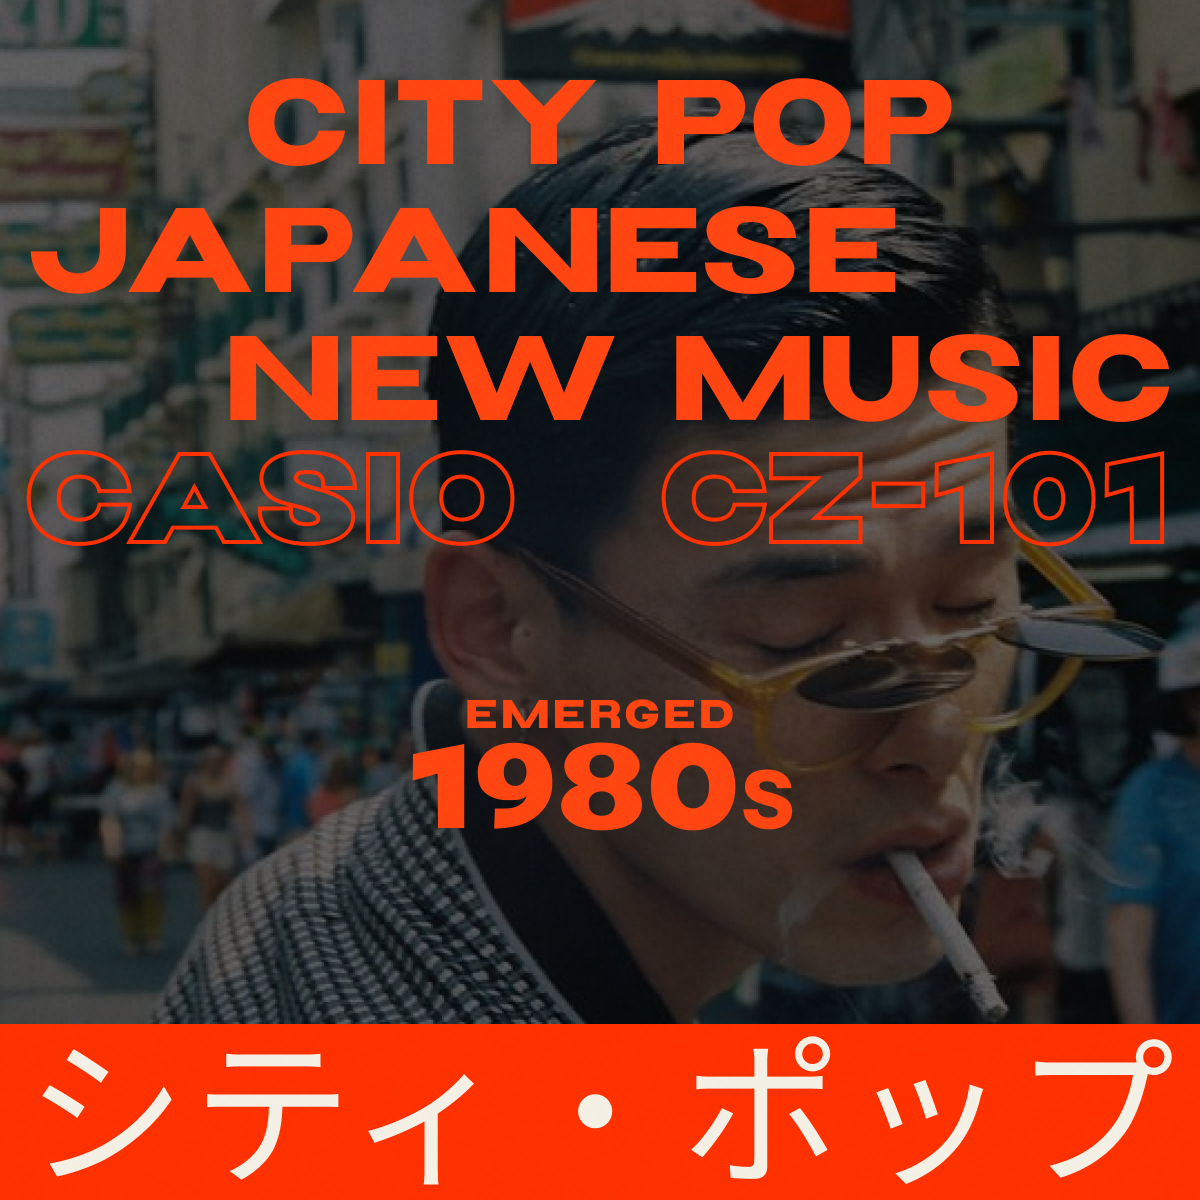 CITY POP
JAPANESE
NEW MUSIC
CASIO CZ-101
EMERGED
1980s
シティ・ポップ